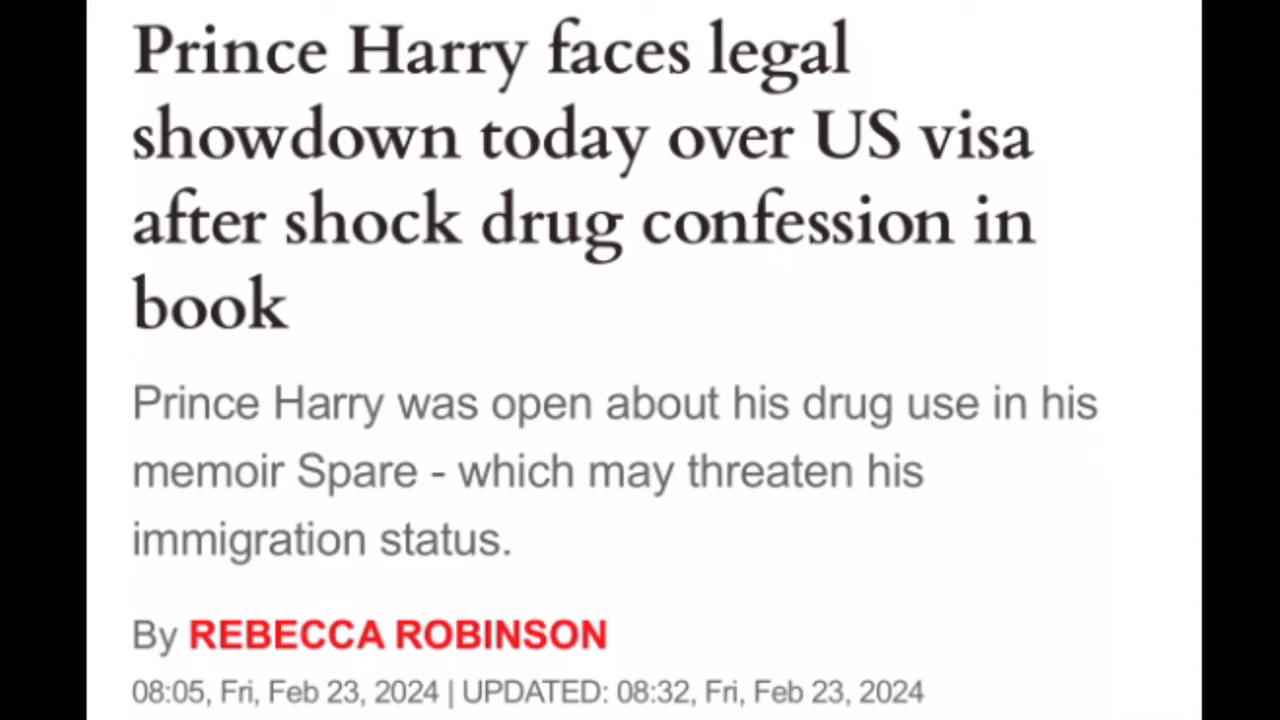 Prince Harry faces legal
showdown today over US visa
after shock drug confession in
book
Prince Harry was open about his drug use in his
memoir Spare - which may threaten his
immigration status.
By REBECCA ROBINSON
08:05, Fri, Feb 23, 2024 | UPDATED: 08:32, Fri, Feb 23, 2024